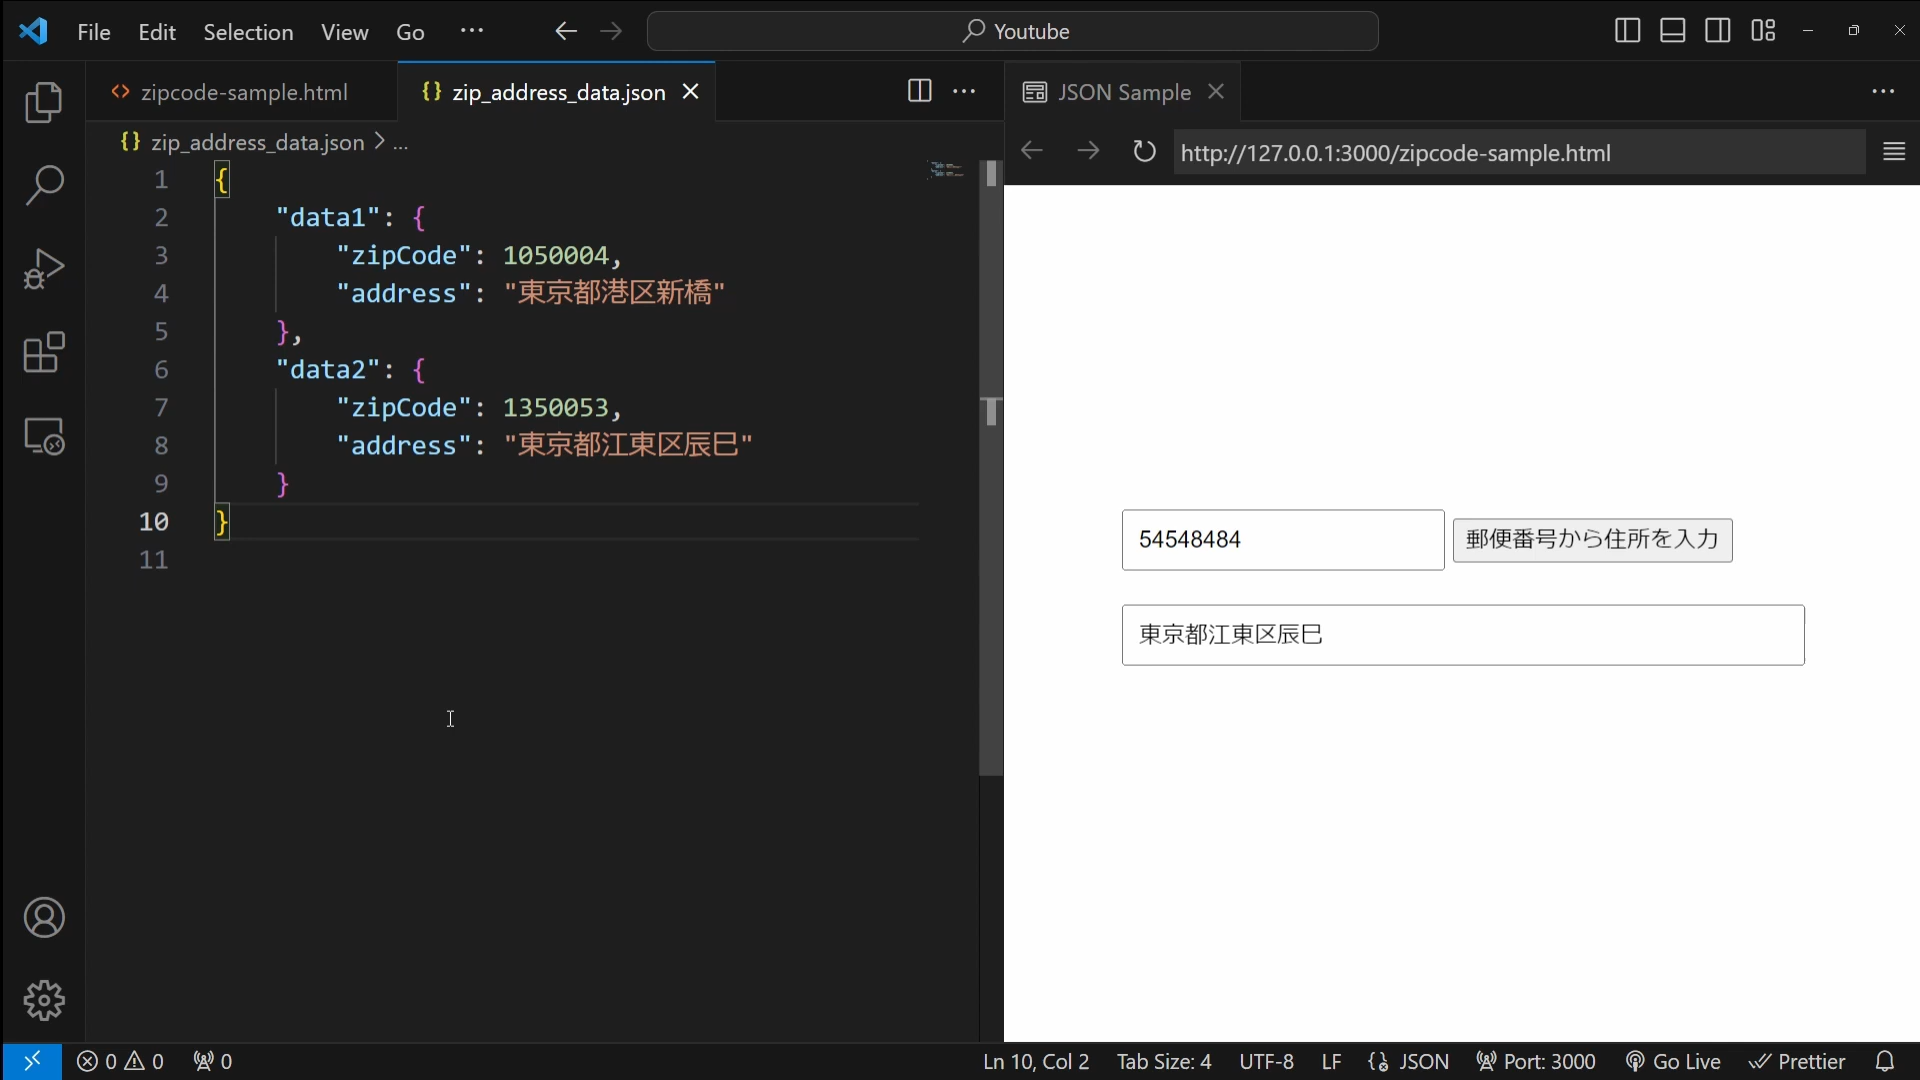 File Edit Selection View Go ··· Youtube
zipcode-sample.html
{} zip_address_data.json
JSON Sample
{} zip_address_data.json > ...
http://127.0.0.1:3000/zipcode-sample.html
1 {
2 "data1": {
3 "zipCode": 1050004,
4 "address": "東京都港区新橋"
5 },
6 "data2": {
7 "zipCode": 1350053,
8 "address": "東京都江東区辰巳"
9 }
10 }
11
54548484
郵便番号から住所を入力
東京都江東区辰巳
0 0 0
Ln 10, Col 2 Tab Size: 4 UTF-8 LF {} JSON Port: 3000 Go Live Prettier